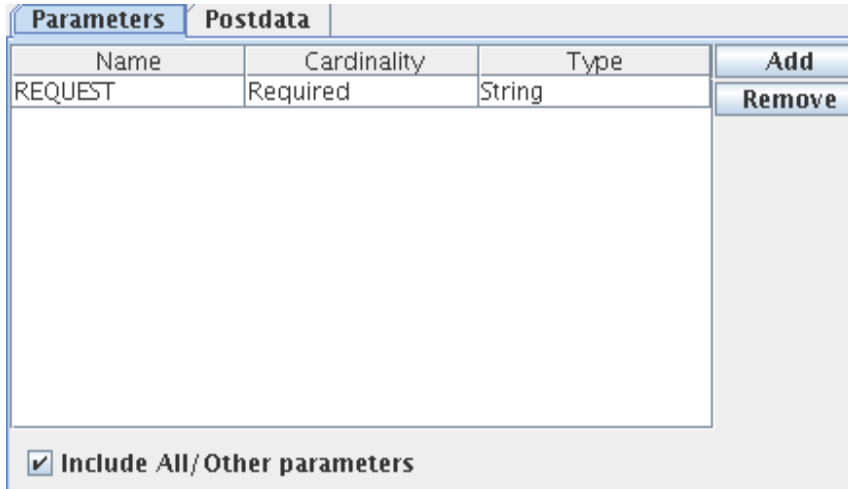 Parameters Postdata
Name Cardinality Type Add
REQUEST Required String Remove
Include All/Other parameters